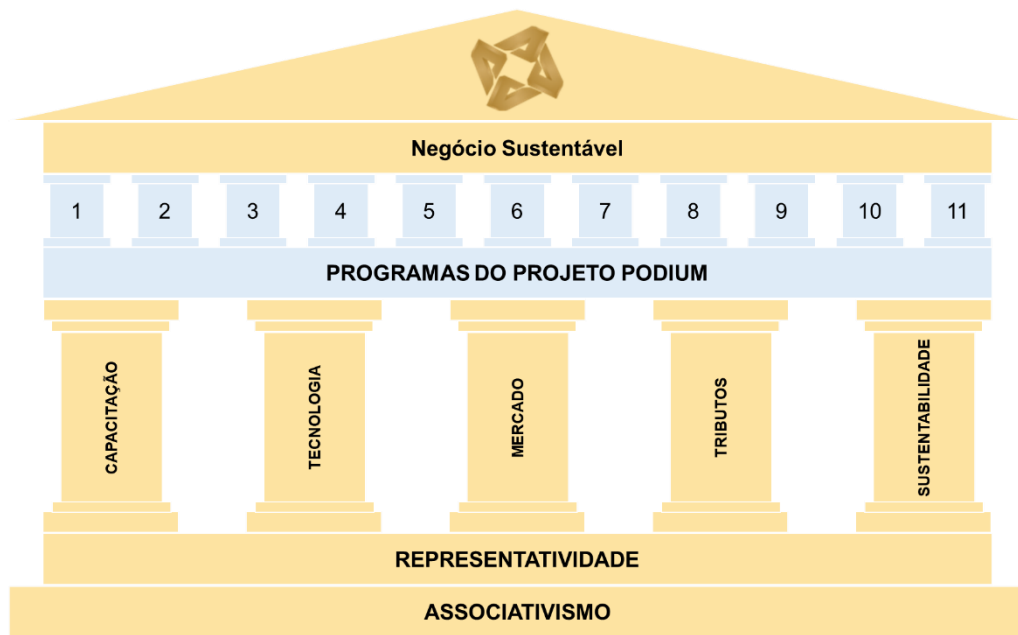 Negócio Sustentável
1 2 3 4 5 6 7 8 9 10 11
PROGRAMAS DO PROJETO PODIUM
CAPACITAÇÃO
TECNOLOGIA
MERCADO
TRIBUTOS
SUSTENTABILIDADE
REPRESENTATIVIDADE
ASSOCIATIVISMO